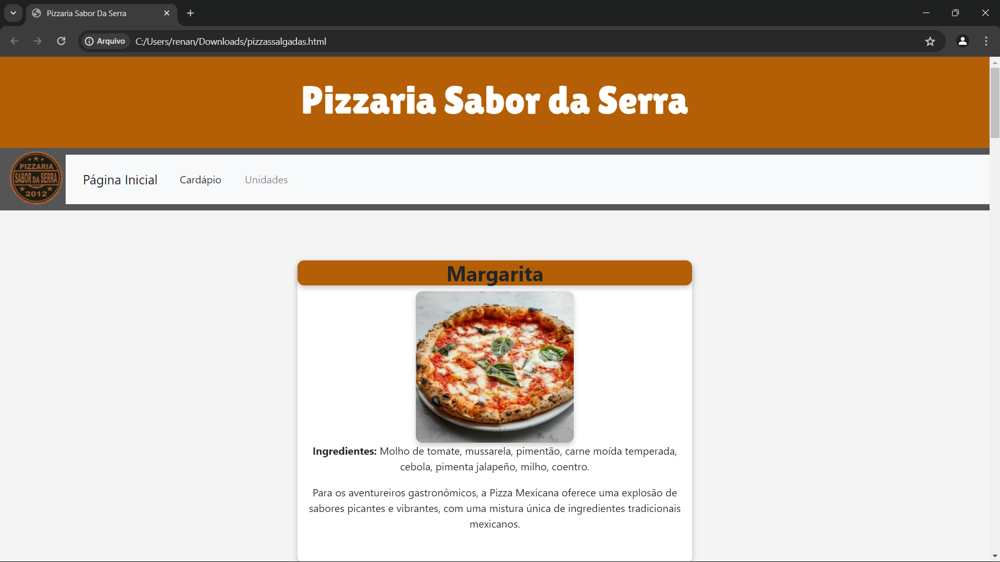 Pizzaria Sabor Da Serra
Arquivo C:/Users/renan/Downloads/pizzassalgadas.html
Pizzaria Sabor da Serra
PIZZARIA
SABOR DA SERRA
DESDE
2012
Página Inicial Cardápio Unidades
Margarita
Ingredientes: Molho de tomate, mussarela, pimentão, carne moída temperada,
cebola, pimenta jalapeño, milho, coentro.
Para os aventureiros gastronômicos, a Pizza Mexicana oferece uma explosão de
sabores picantes e vibrantes, com uma mistura única de ingredientes tradicionais
mexicanos.